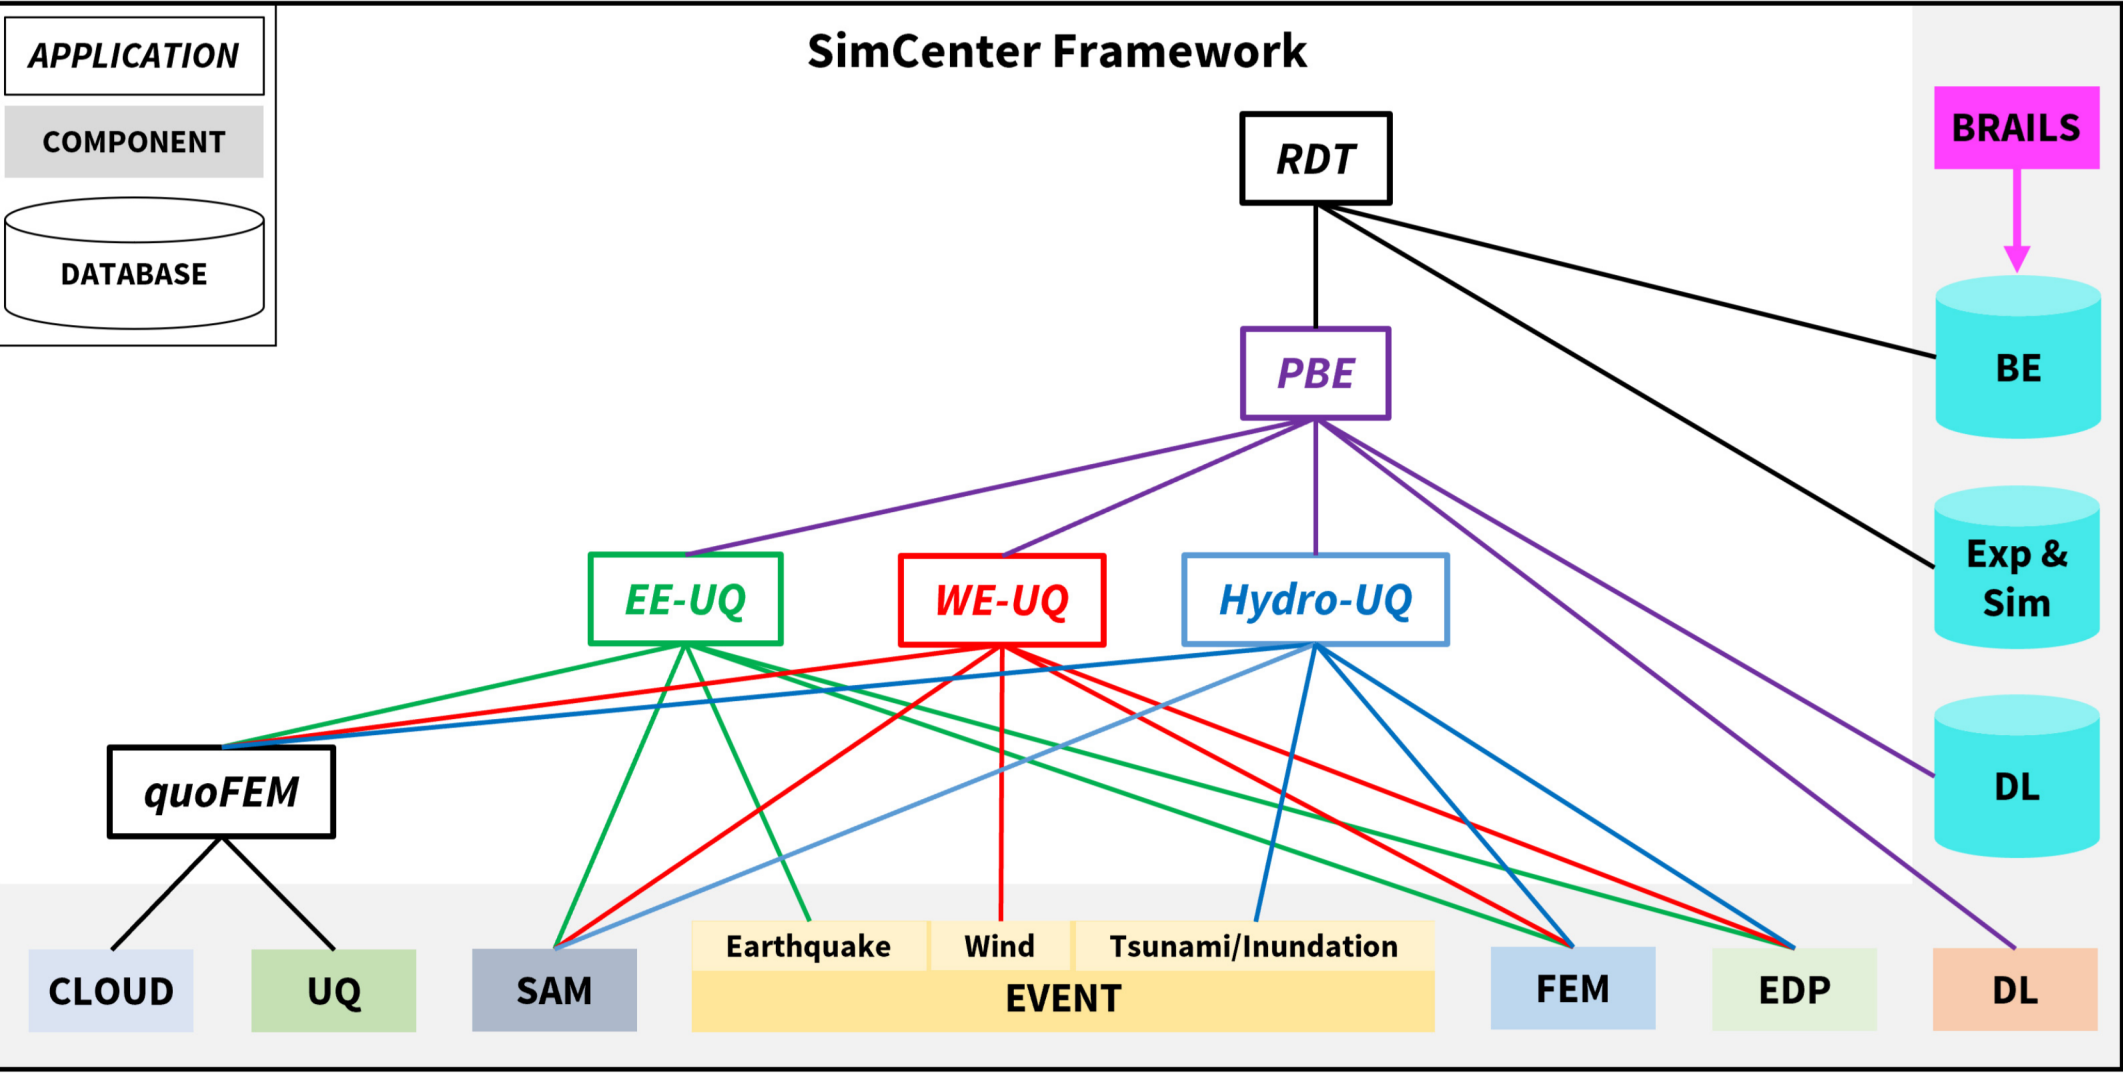 SimCenter Framework
APPLICATION
COMPONENT
DATABASE
RDT
BRAILS
PBE
BE
EE-UQ
WE-UQ
Hydro-UQ
Exp &
Sim
quoFEM
DL
Earthquake
Wind
Tsunami/Inundation
CLOUD
UQ
SAM
EVENT
FEM
EDP
DL